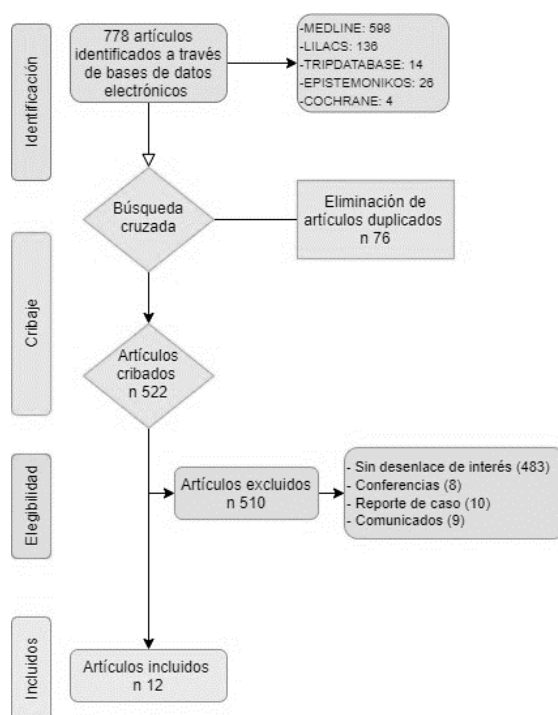 Identificación
778 artículos
identificados a través
de bases de datos
electrónicos
-MEDLINE: 598
-LILACS: 136
-TRIPDATABASE: 14
-EPISTEMONIKOS: 26
-COCHRANE: 4
Búsqueda
cruzada
Eliminación de
artículos duplicados
n 76
Cribaje
Artículos
cribados
n 522
Elegibilidad
Artículos excluidos
n 510
- Sin desenlace de interés (483)
- Conferencias (8)
- Reporte de caso (10)
- Comunicados (9)
Incluidos
Artículos incluidos
n 12